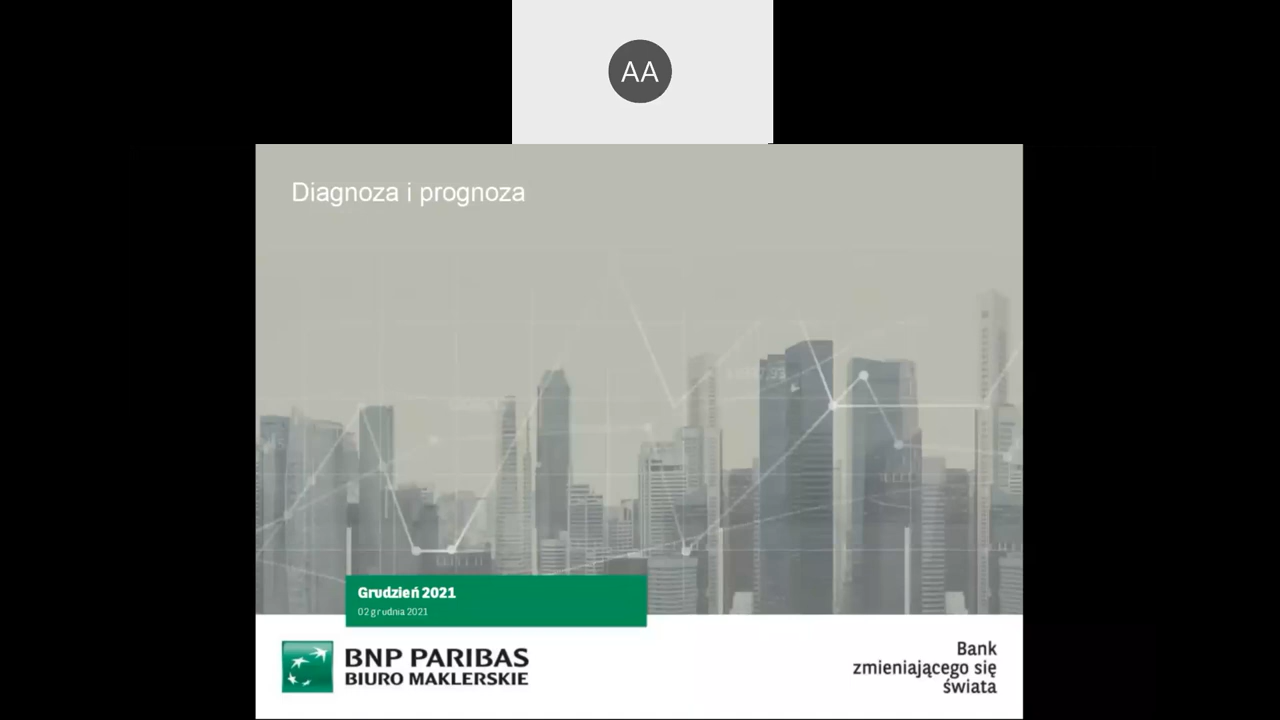 AA
Diagnoza i prognoza
Grudzień 2021
02 grudnia 2021
BNP PARIBAS
BIURO MAKLERSKIE
Bank
zmieniającego się
świata